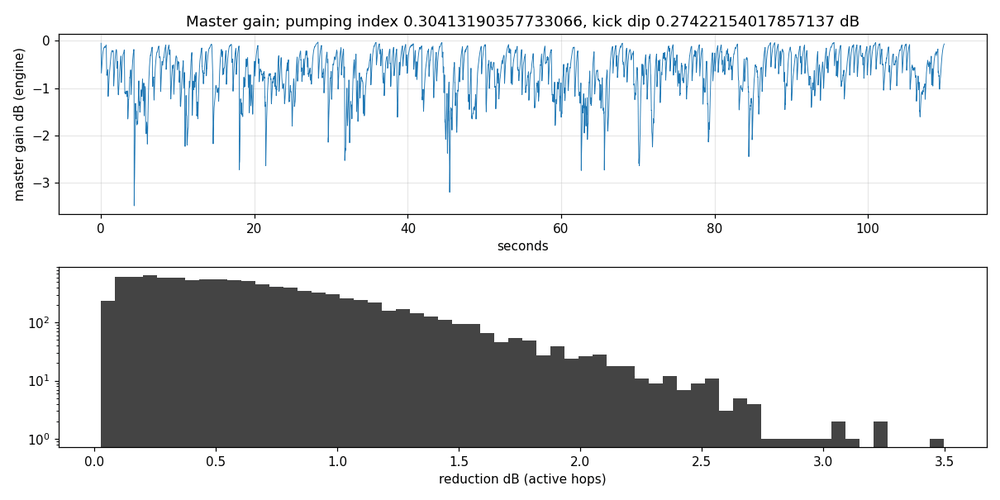 Master gain; pumping index 0.30413190357733066, kick dip 0.27422154017857137 dB
master gain dB (engine)
0
−1
−2
−3
0 20 40 60 80 100
seconds
10²
10¹
10⁰
0.0 0.5 1.0 1.5 2.0 2.5 3.0 3.5
reduction dB (active hops)